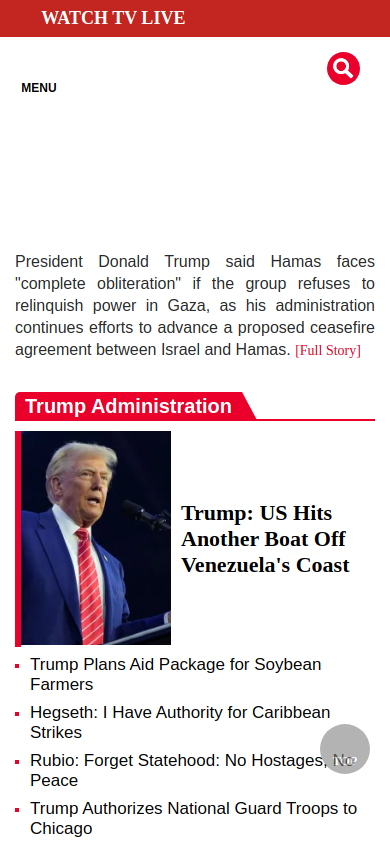 WATCH TV LIVE
MENU
President Donald Trump said Hamas faces
"complete obliteration" if the group refuses to
relinquish power in Gaza, as his administration
continues efforts to advance a proposed ceasefire
agreement between Israel and Hamas. [Full Story]
Trump Administration
Trump: US Hits
Another Boat Off
Venezuela's Coast
Trump Plans Aid Package for Soybean
Farmers
Hegseth: I Have Authority for Caribbean
Strikes
Rubio: Forget Statehood: No Hostages, No
Peace
TOP
Trump Authorizes National Guard Troops to
Chicago